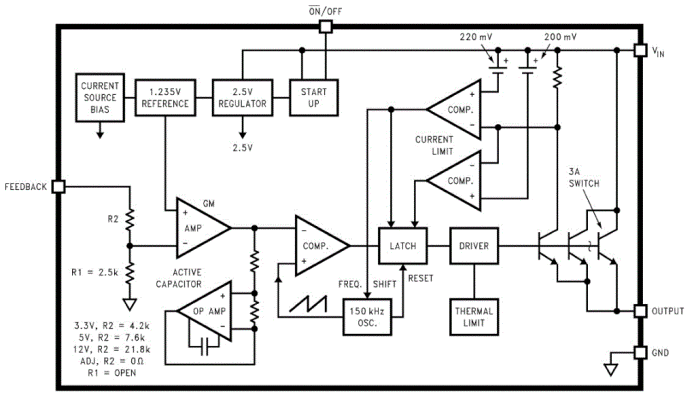 ON/OFF
220 mV
200 mV
VIN
CURRENT
SOURCE
BIAS
1.235V
REFERENCE
2.5V
REGULATOR
START
UP
2.5V
COMP.
CURRENT
LIMIT
COMP.
3A
SWITCH
FEEDBACK
R2
GM
AMP
COMP.
LATCH
DRIVER
R1 = 2.5k
ACTIVE
CAPACITOR
OP AMP
FREQ. SHIFT
RESET
150 kHz
OSC.
THERMAL
LIMIT
OUTPUT
GND
3.3V, R2 = 4.2k
5V, R2 = 7.6k
12V, R2 = 21.8k
ADJ, R2 = 0Ω
R1 = OPEN